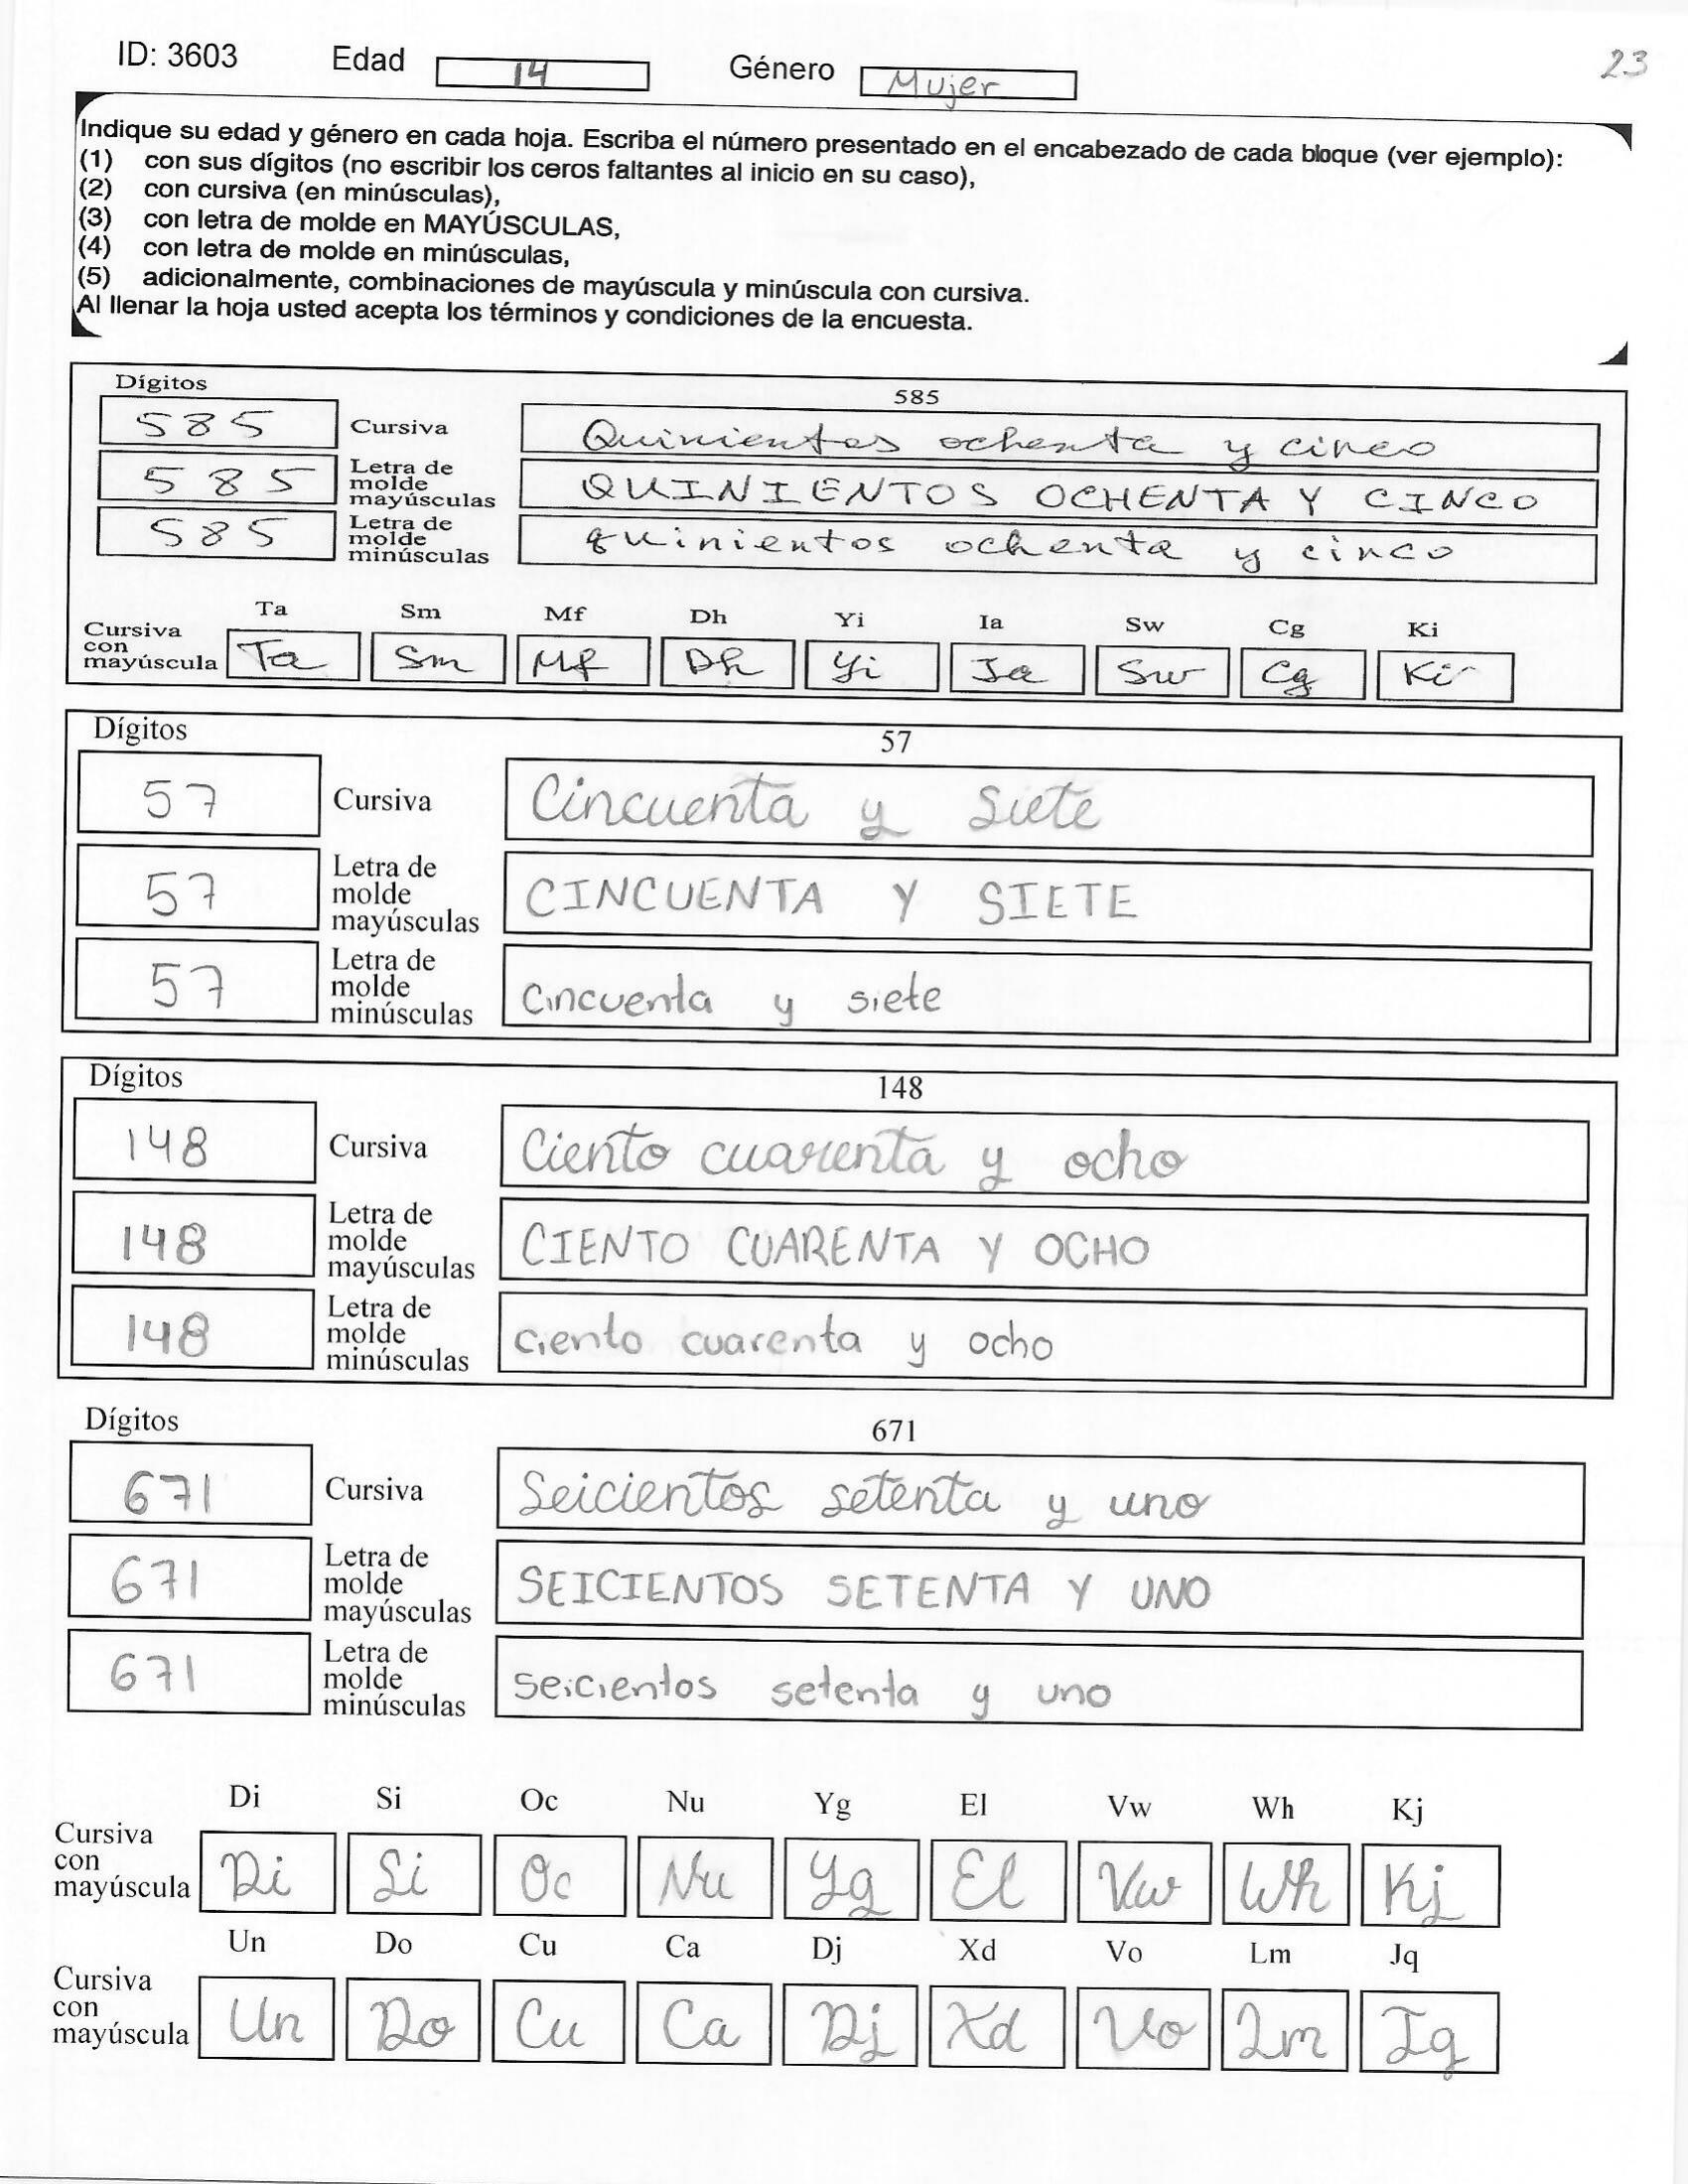 ID: 3603 Edad 14 Género Mujer 23
Indique su edad y género en cada hoja. Escriba el número presentado en el encabezado de cada bloque (ver ejemplo):
(1) con sus dígitos (no escribir los ceros faltantes al inicio en su caso),
(2) con cursiva (en minúsculas),
(3) con letra de molde en MAYÚSCULAS,
(4) con letra de molde en minúsculas,
(5) adicionalmente, combinaciones de mayúscula y minúscula con cursiva.
Al llenar la hoja usted acepta los términos y condiciones de la encuesta.
Dígitos 585
585 Cursiva Quinientos ochenta y cinco
585 Letra de molde mayúsculas QUINIENTOS OCHENTA Y CINCO
585 Letra de molde minúsculas quinientos ochenta y cinco
Ta Sm Mf Dh Yi Ia Sw Cg Ki
Cursiva con mayúscula Ta Sm Mf Dh Yi Ia Sw Cg Ki
Dígitos 57
57 Cursiva Cincuenta y siete
57 Letra de molde mayúsculas CINCUENTA Y SIETE
57 Letra de molde minúsculas cincuenta y siete
Dígitos 148
148 Cursiva Ciento cuarenta y ocho
148 Letra de molde mayúsculas CIENTO CUARENTA Y OCHO
148 Letra de molde minúsculas ciento cuarenta y ocho
Dígitos 671
671 Cursiva Seicientos setenta y uno
671 Letra de molde mayúsculas SEICIENTOS SETENTA Y UNO
671 Letra de molde minúsculas seicientos setenta y uno
Di Si Oc Nu Yg El Vw Wh Kj
Cursiva con mayúscula Di Si Oc Nu Yg El Vw Wh Kj
Un Do Cu Ca Dj Xd Vo Lm Jq
Cursiva con mayúscula Un Do Cu Ca Dj Xd Vo Lm Jq